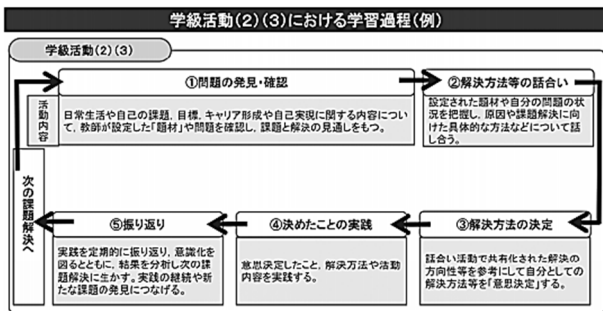 学級活動(2)(3)における学習過程(例)
学級活動(2)(3)
①問題の発見・確認
活動内容
日常生活や自己の課題，目標，キャリア形成や自己実現に関する内容につい
て，教師が設定した「題材」や問題を確認し，課題と解決の見通しをもつ。
②解決方法等の話合い
設定された題材や自分の問題の状
況を把握し，原因や課題解決に向
けた具体的な方法などについて話
し合う。
③解決方法の決定
話合い活動で共有化された解決の
方向性等を参考にして自分としての
解決方法等を「意思決定」する。
④決めたことの実践
意思決定したこと，解決方法や活動
内容を実践する。
⑤振り返り
実践を定期的に振り返り，意識化を
図るとともに，結果を分析し次の課
題解決に生かす。実践の継続や新
たな課題の発見につなげる。
次の課題解決へ